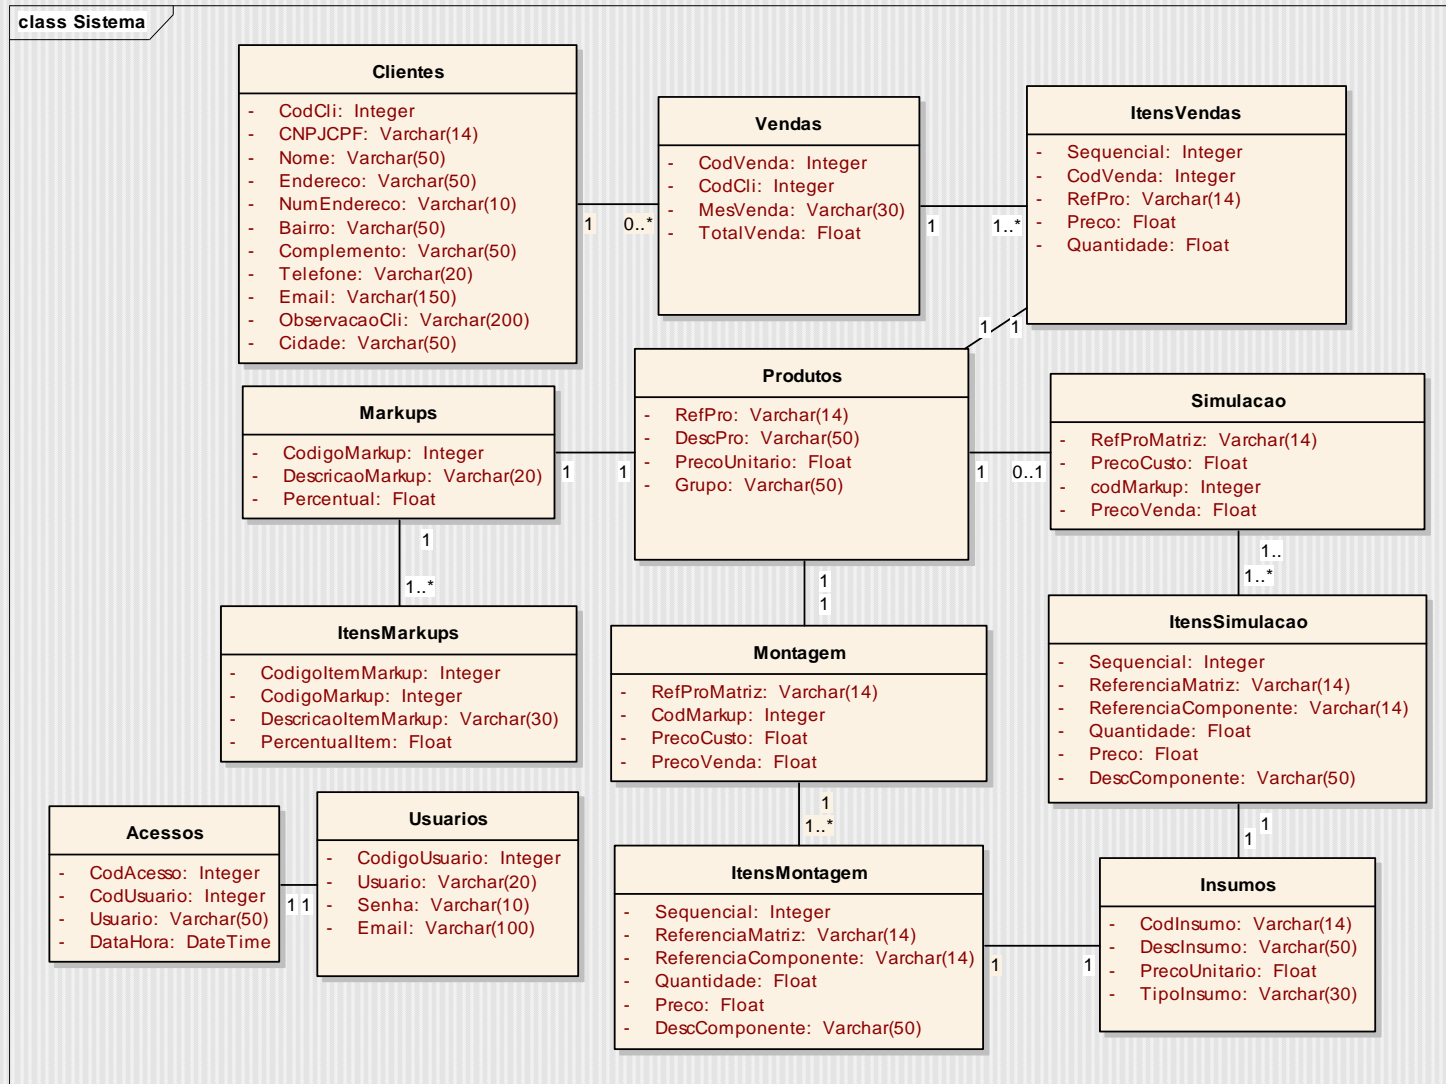 class Sistema
Clientes
- CodCli: Integer
- CNPJCPF: Varchar(14)
- Nome: Varchar(50)
- Endereco: Varchar(50)
- NumEndereco: Varchar(10)
- Bairro: Varchar(50)
- Complemento: Varchar(50)
- Telefone: Varchar(20)
- Email: Varchar(150)
- ObservacaoCli: Varchar(200)
- Cidade: Varchar(50)
1
0..*
Vendas
- CodVenda: Integer
- CodCli: Integer
- MesVenda: Varchar(30)
- TotalVenda: Float
1
1..*
ItensVendas
- Sequencial: Integer
- CodVenda: Integer
- RefPro: Varchar(14)
- Preco: Float
- Quantidade: Float
1
1
Markups
- CodigoMarkup: Integer
- DescricaoMarkup: Varchar(20)
- Percentual: Float
1
1
Produtos
- RefPro: Varchar(14)
- DescPro: Varchar(50)
- PrecoUnitario: Float
- Grupo: Varchar(50)
1
0..1
Simulacao
- RefProMatriz: Varchar(14)
- PrecoCusto: Float
- codMarkup: Integer
- PrecoVenda: Float
1
1..*
1
1
1..
1..*
ItensMarkups
- CodigoItemMarkup: Integer
- CodigoMarkup: Integer
- DescricaoItemMarkup: Varchar(30)
- PercentualItem: Float
Montagem
- RefProMatriz: Varchar(14)
- CodMarkup: Integer
- PrecoCusto: Float
- PrecoVenda: Float
1
1..*
ItensSimulacao
- Sequencial: Integer
- ReferenciaMatriz: Varchar(14)
- ReferenciaComponente: Varchar(14)
- Quantidade: Float
- Preco: Float
- DescComponente: Varchar(50)
1
1
Acessos
- CodAcesso: Integer
- CodUsuario: Integer
- Usuario: Varchar(50)
- DataHora: DateTime
1 1
Usuarios
- CodigoUsuario: Integer
- Usuario: Varchar(20)
- Senha: Varchar(10)
- Email: Varchar(100)
ItensMontagem
- Sequencial: Integer
- ReferenciaMatriz: Varchar(14)
- ReferenciaComponente: Varchar(14)
- Quantidade: Float
- Preco: Float
- DescComponente: Varchar(50)
1
1
Insumos
- CodInsumo: Varchar(14)
- DescInsumo: Varchar(50)
- PrecoUnitario: Float
- TipoInsumo: Varchar(30)